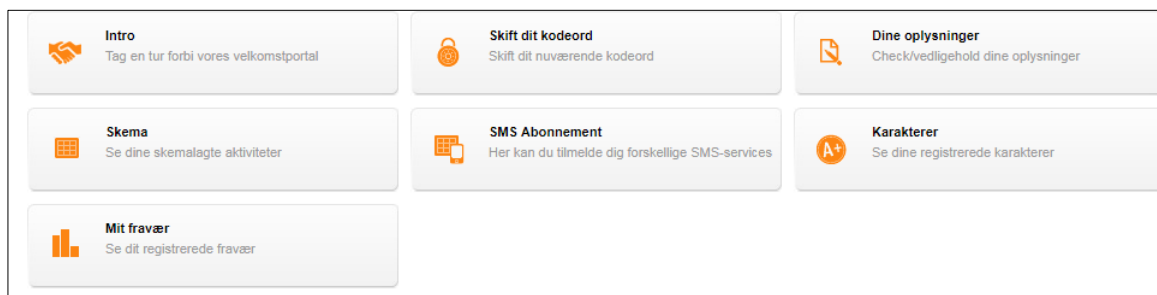 Intro
Tag en tur forbi vores velkomstportal
Skift dit kodeord
Skift dit nuværende kodeord
Dine oplysninger
Check/vedligehold dine oplysninger
Skema
Se dine skemalagte aktiviteter
SMS Abonnement
Her kan du tilmelde dig forskellige SMS-services
Karakterer
A+
Se dine registrerede karakterer
Mit fravær
Se dit registrerede fravær